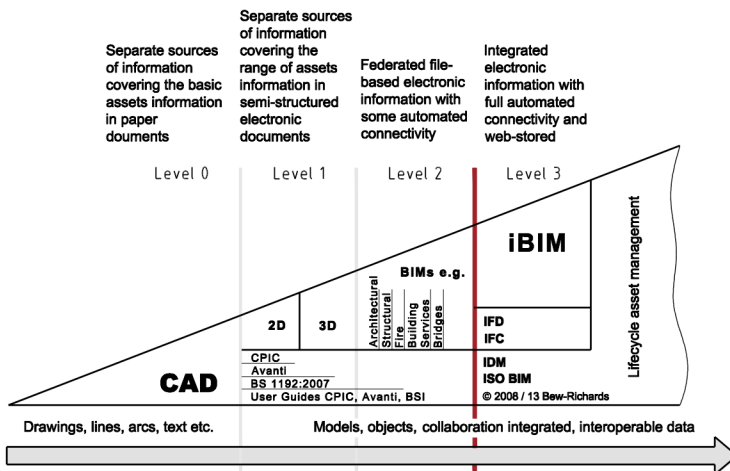 Separate sources
of information
covering the basic
assets information
in paper
douments
Separate sources
of information
covering the
range of assets
information in
semi-structured
electronic
documents
Federated file-
based electronic
information with
some automated
connectivity
Integrated
electronic
information with
full automated
connectivity and
web-stored
Level 0
Level 1
Level 2
Level 3
iBIM
BIMs e.g.
Architectural
Structural
Fire
Building
Services
Bridges
2D
3D
IFD
IFC
Lifecycle asset management
CAD
CPIC
Avanti
BS 1192:2007
User Guides CPIC, Avanti, BSI
IDM
ISO BIM
© 2008 / 13 Bew-Richards
Drawings, lines, arcs, text etc.
Models, objects, collaboration integrated, interoperable data